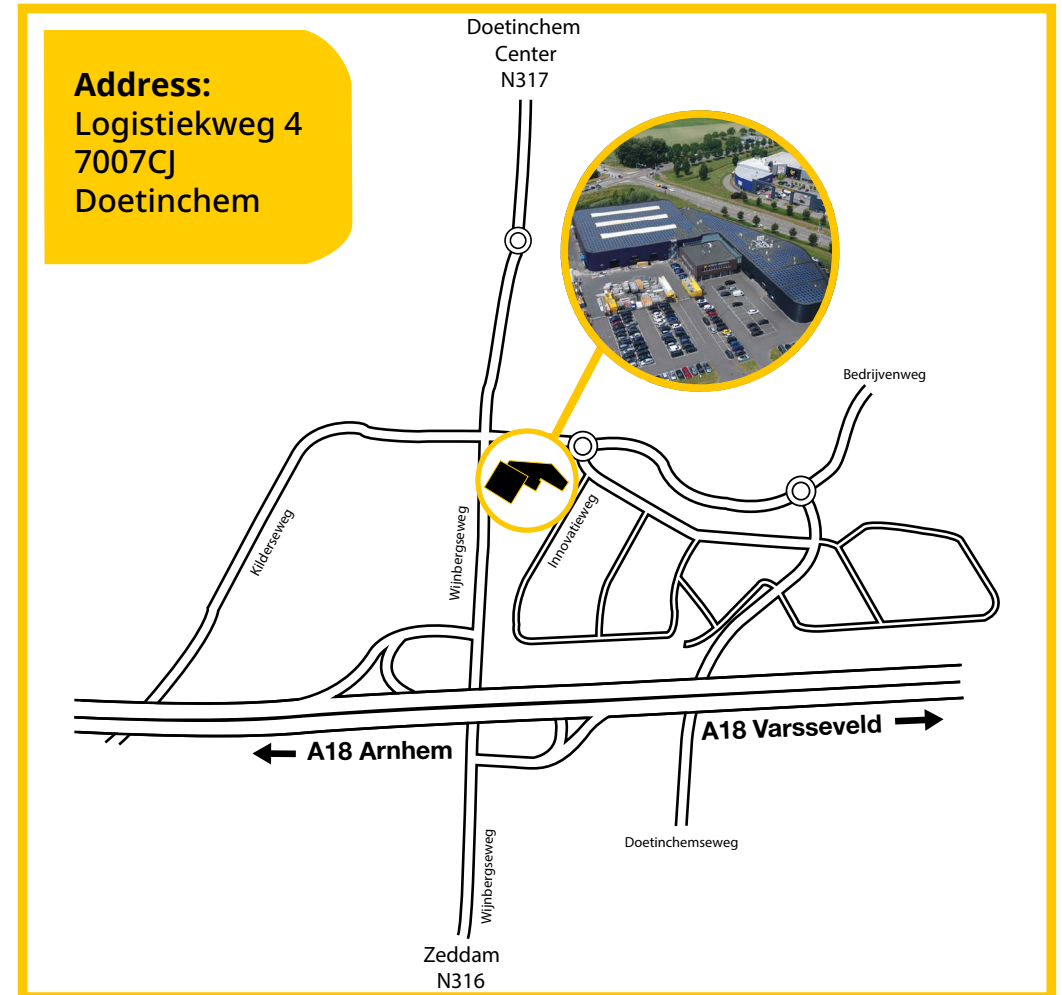 Doetinchem
Center
N317
Address:
Logistiekweg 4
7007CJ
Doetinchem
Bedrijvenweg
Kilderseweg
Wijnbergseweg
Innovatieweg
A18 Arnhem
A18 Varsseveld
Wijnbergseweg
Doetinchemseweg
Zeddam
N316